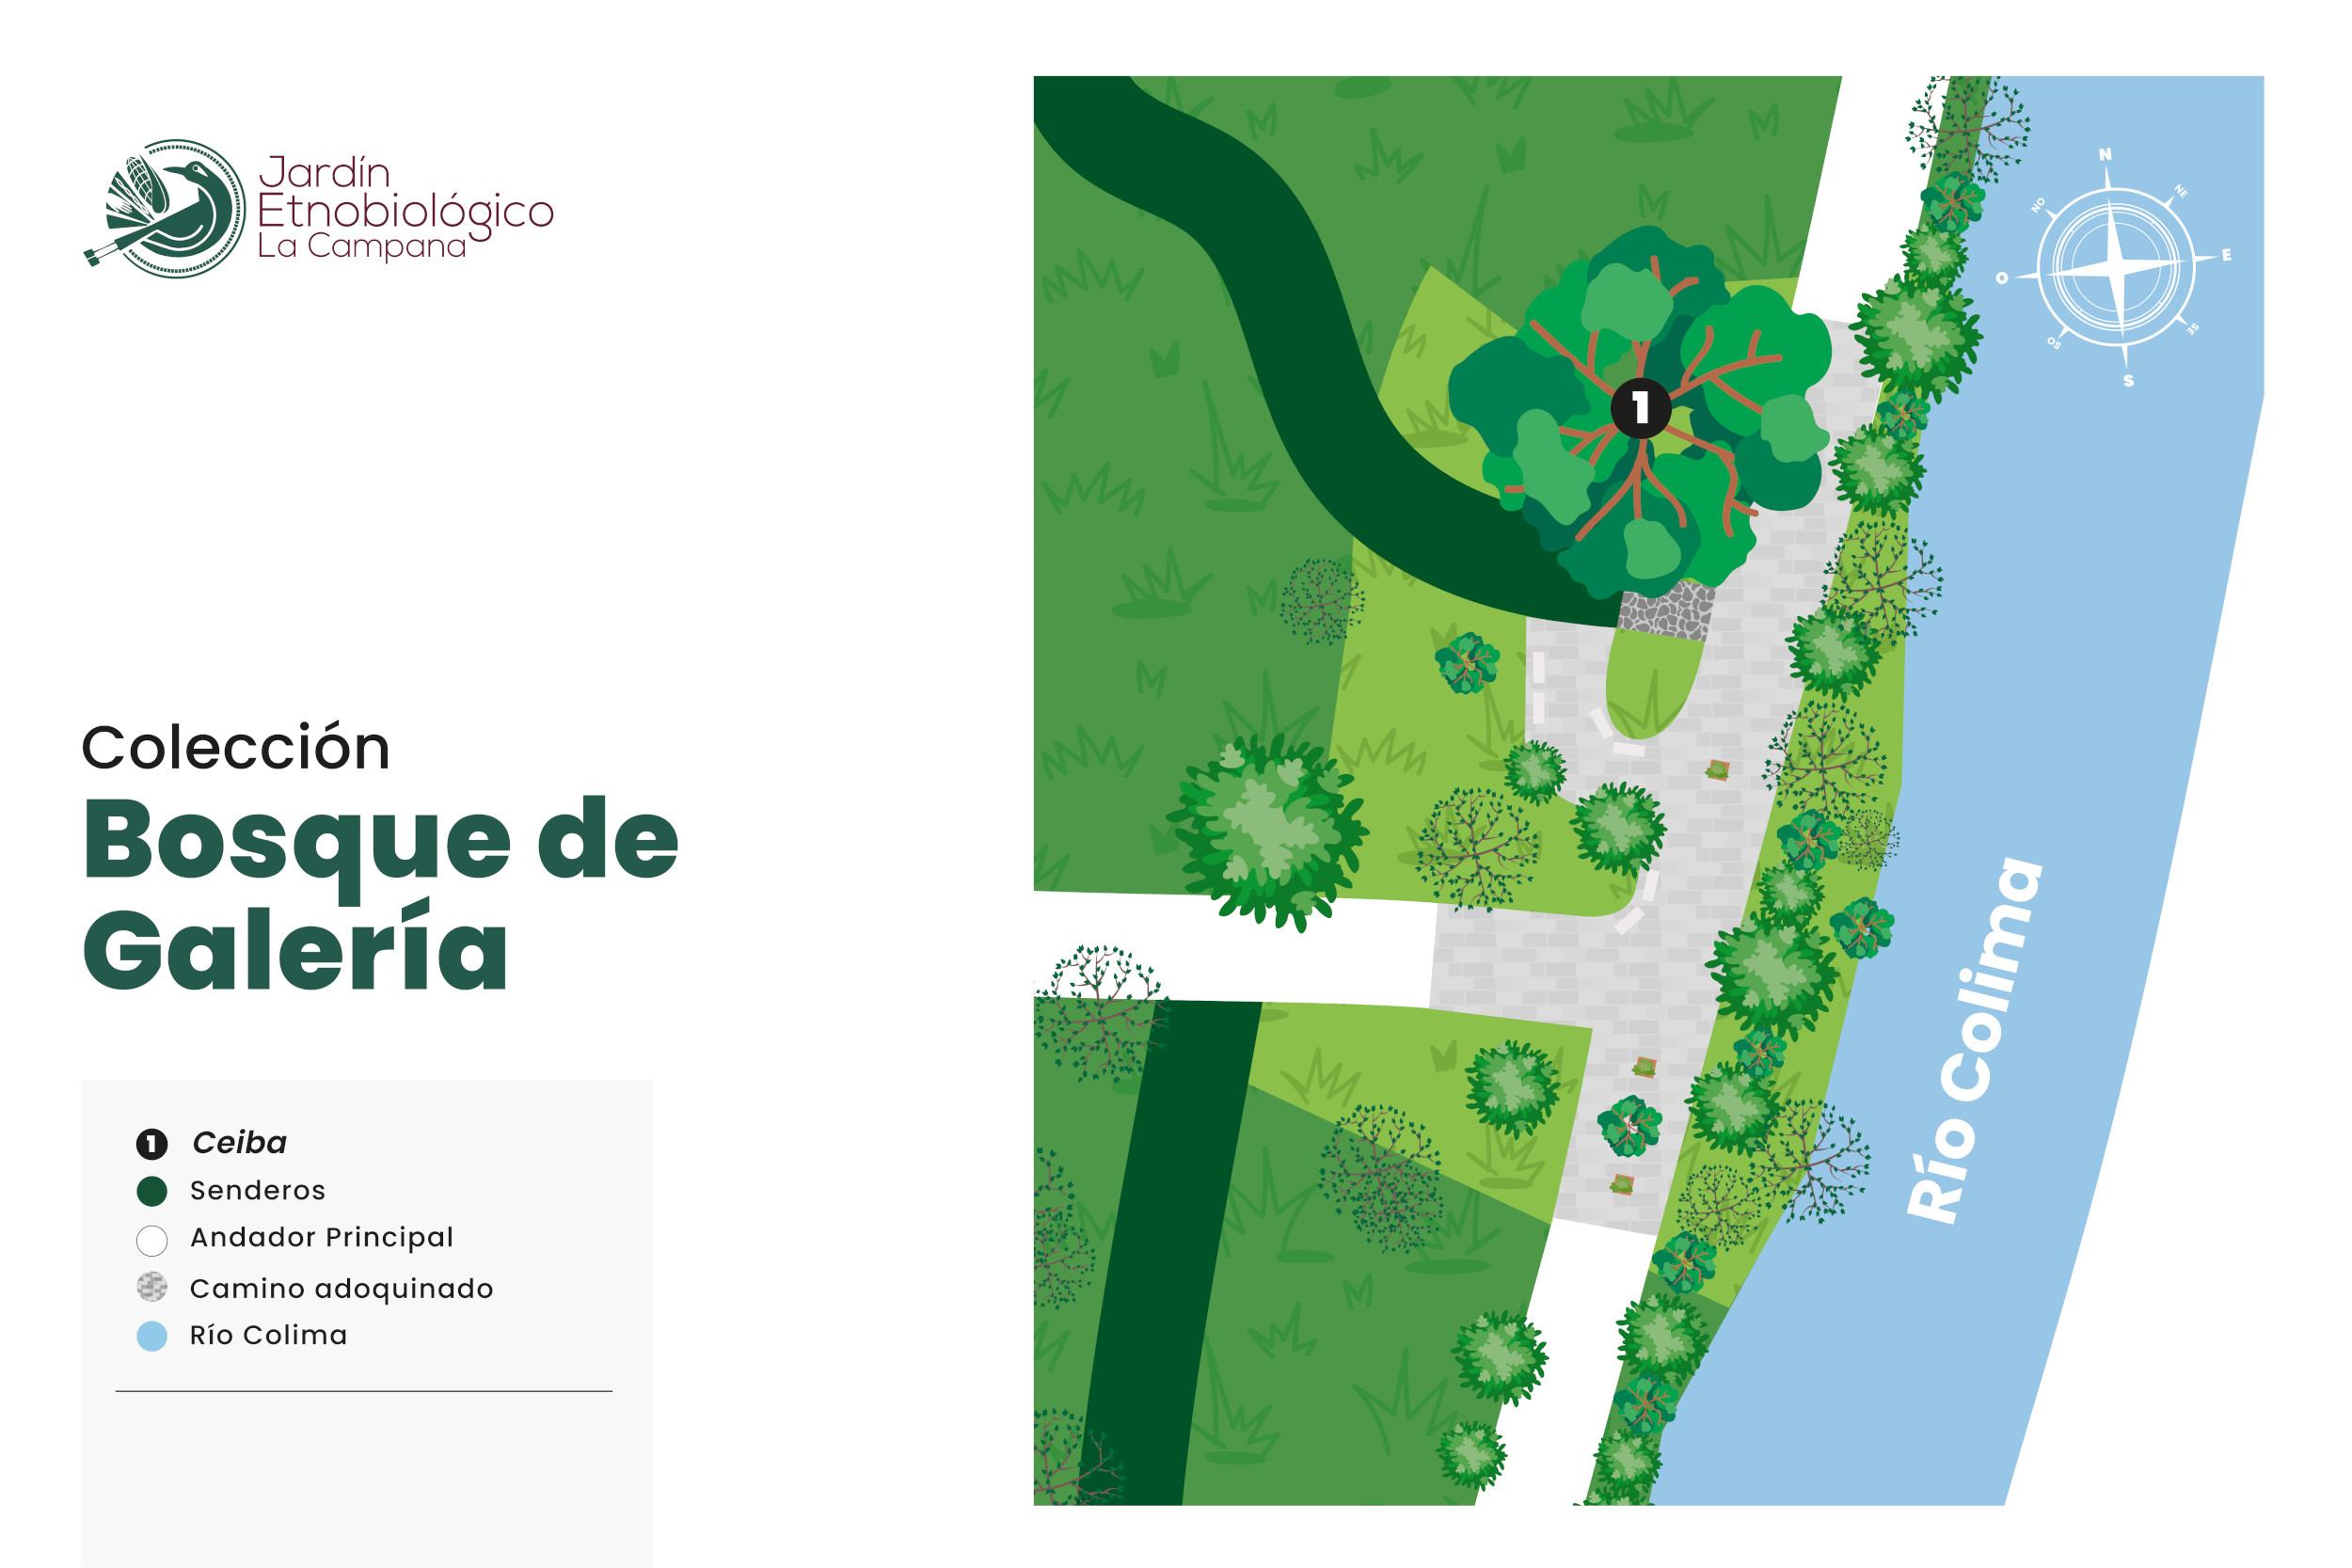 Jardín
Etnobiológico
La Campana
Colección
Bosque de
Galería
1 Ceiba
Senderos
Andador Principal
Camino adoquinado
Río Colima
1
N
NE
E
SE
S
SO
O
NO
Río Colima